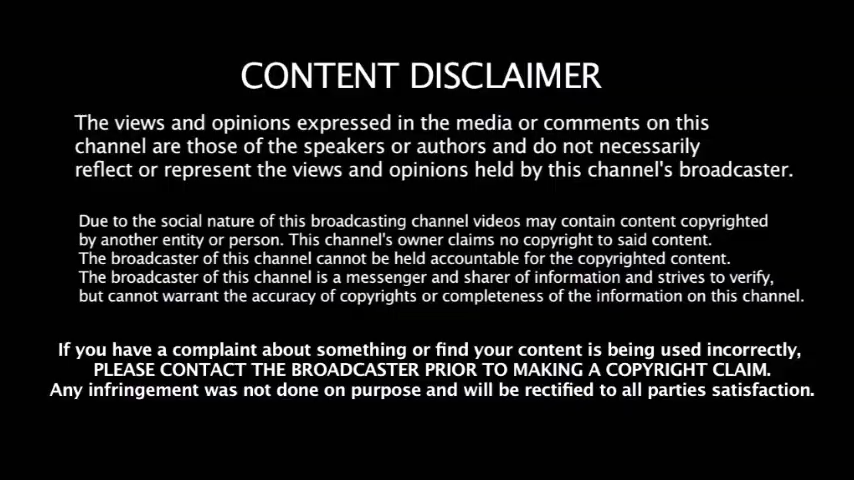 CONTENT DISCLAIMER
The views and opinions expressed in the media or comments on this
channel are those of the speakers or authors and do not necessarily
reflect or represent the views and opinions held by this channel's broadcaster.
Due to the social nature of this broadcasting channel videos may contain content copyrighted
by another entity or person. This channel's owner claims no copyright to said content.
The broadcaster of this channel cannot be held accountable for the copyrighted content.
The broadcaster of this channel is a messenger and sharer of information and strives to verify,
but cannot warrant the accuracy of copyrights or completeness of the information on this channel.
If you have a complaint about something or find your content is being used incorrectly,
PLEASE CONTACT THE BROADCASTER PRIOR TO MAKING A COPYRIGHT CLAIM.
Any infringement was not done on purpose and will be rectified to all parties satisfaction.